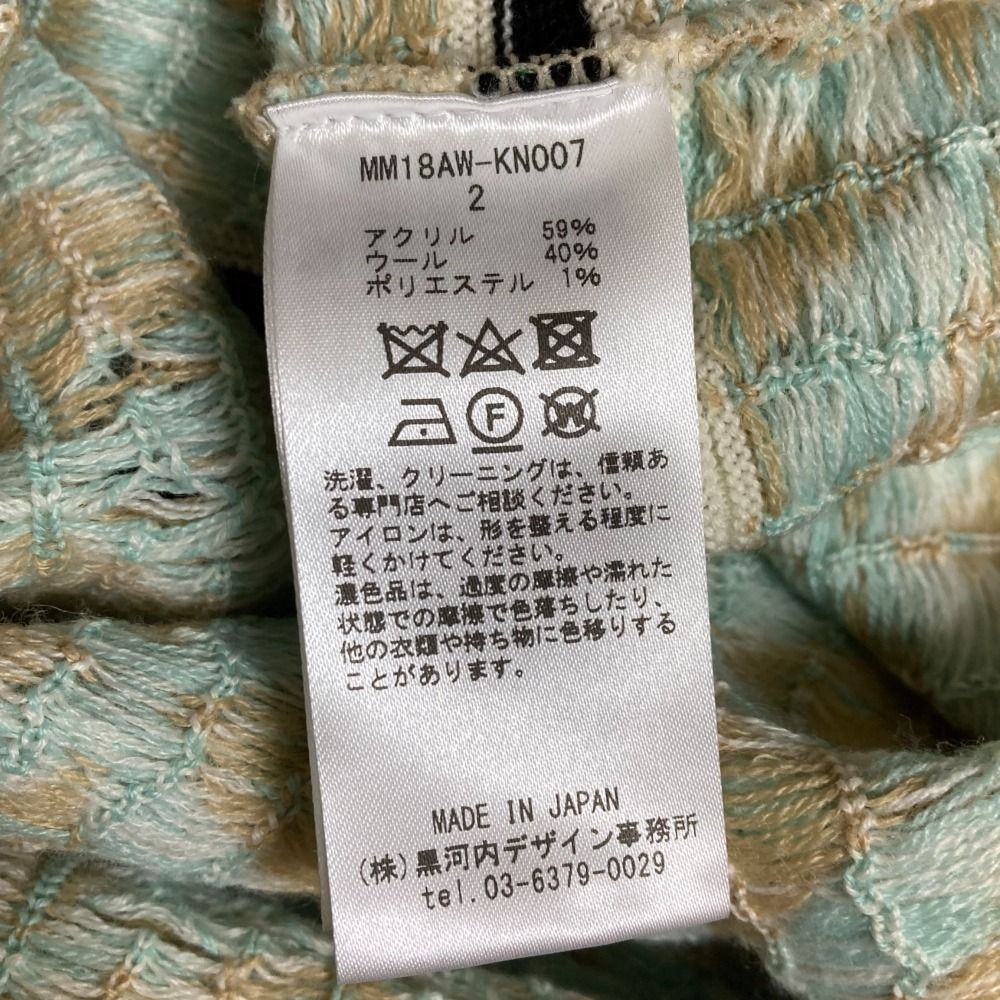 MM18AW-KN007
2
アクリル 59%
ウール 40%
ポリエステル 1%
F
W
洗濯、クリーニングは、信頼あ
る専門店へご相談ください。
アイロンは、形を整える程度に
軽くかけてください。
濃色品は、過度の摩擦や濡れた
状態での摩擦で色落ちしたり、
他の衣類や持ち物に色移りする
ことがあります。
MADE IN JAPAN
(株)黒河内デザイン事務所
tel. 03-6379-0029